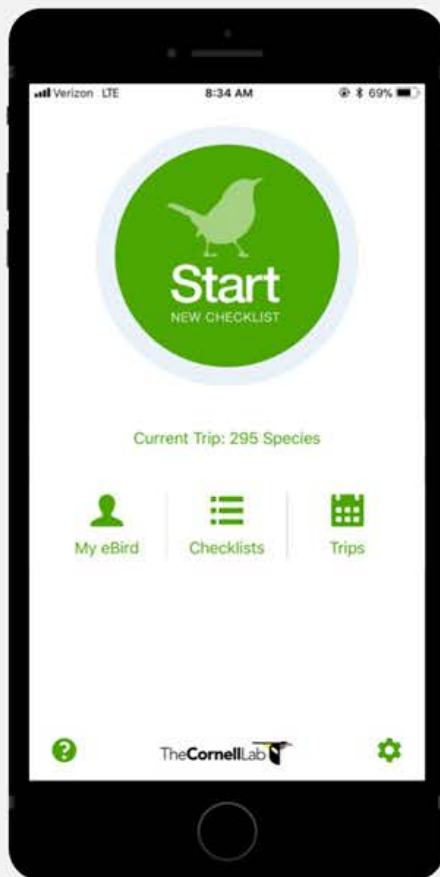 Verizon LTE 8:34 AM 69%
Start
NEW CHECKLIST
Current Trip: 295 Species
My eBird Checklists Trips
? TheCornellLab